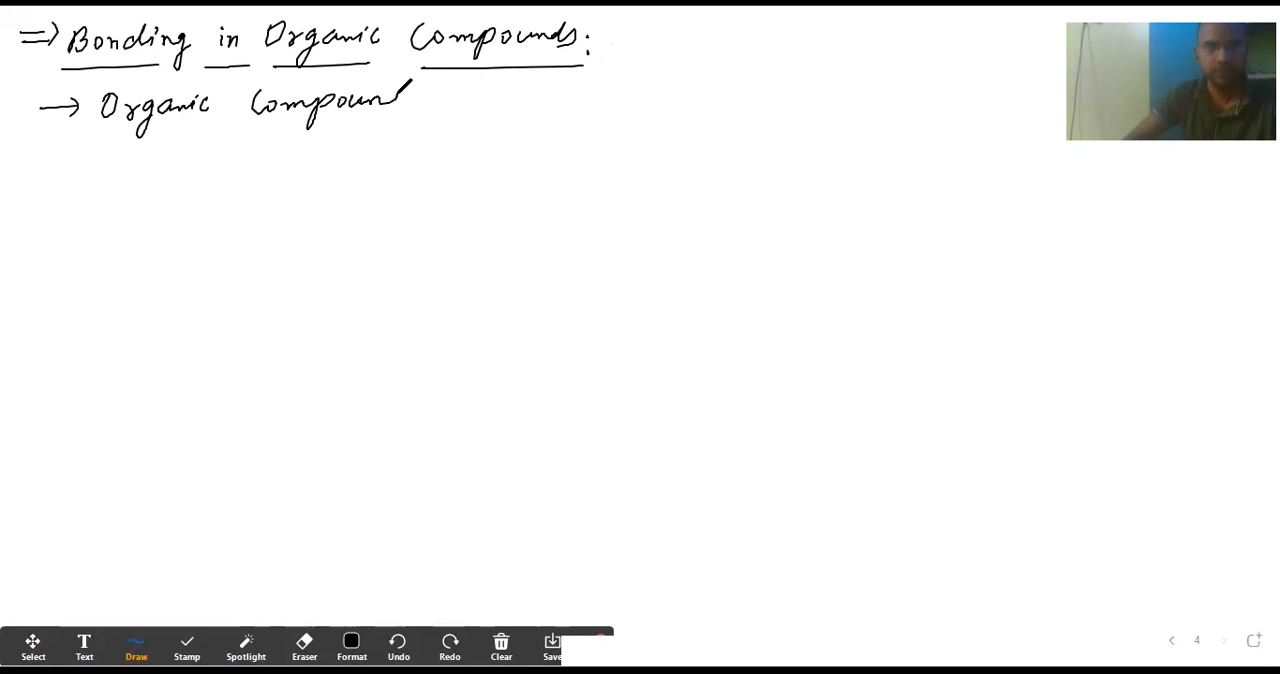 ⇒ Bonding in Organic Compounds:
→ Organic Compoun
Select Text Draw Stamp Spotlight Eraser Format Undo Redo Clear Save
< 4 >